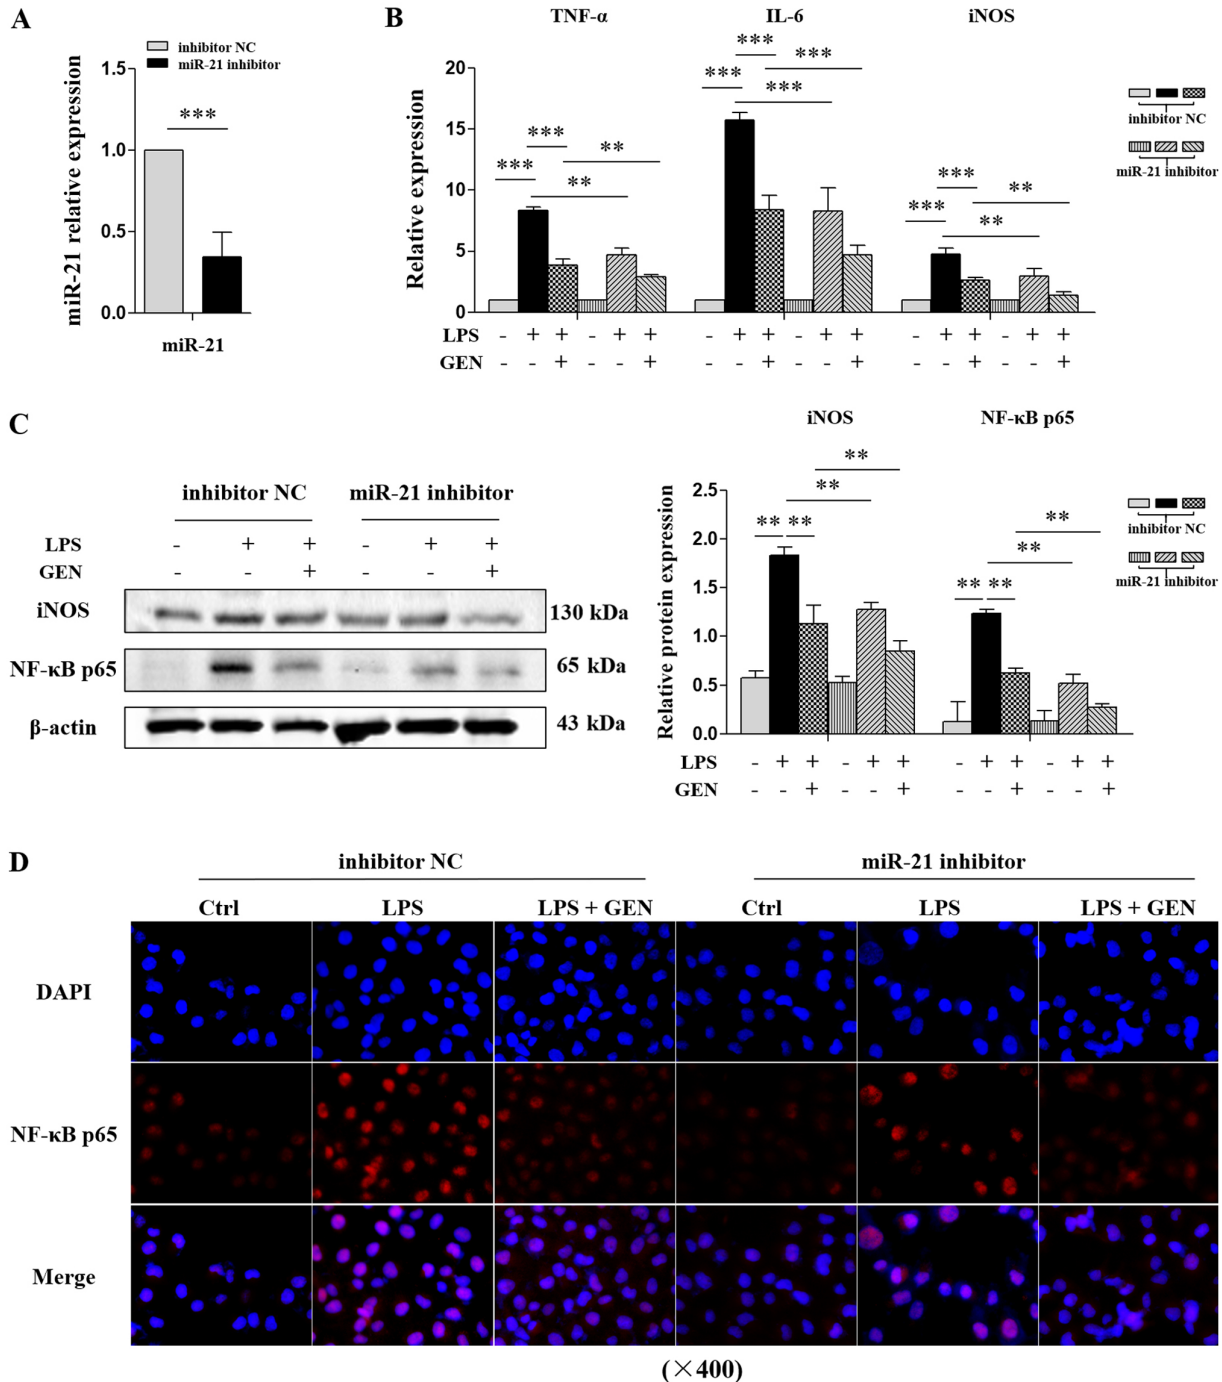 A
inhibitor NC
miR-21 inhibitor
miR-21 relative expression
1.5
1.0
0.5
0.0
***
miR-21
B
TNF-α IL-6 iNOS
Relative expression
20
15
10
5
0
*** *** ** **
*** *** *** ***
*** *** ** **
LPS - + + - + + - + + - + + - + + - + +
GEN - - + - - + - - + - - + - - + - - +
inhibitor NC
miR-21 inhibitor
C
inhibitor NC miR-21 inhibitor
LPS - + + - + +
GEN - - + - - +
iNOS 130 kDa
NF-κB p65 65 kDa
β-actin 43 kDa
iNOS NF-κB p65
Relative protein expression
2.5
2.0
1.5
1.0
0.5
0.0
** ** ** **
** ** ** **
LPS - + + - + + - + + - + +
GEN - - + - - + - - + - - +
inhibitor NC
miR-21 inhibitor
D
inhibitor NC miR-21 inhibitor
Ctrl LPS LPS + GEN Ctrl LPS LPS + GEN
DAPI
NF-κB p65
Merge
(×400)